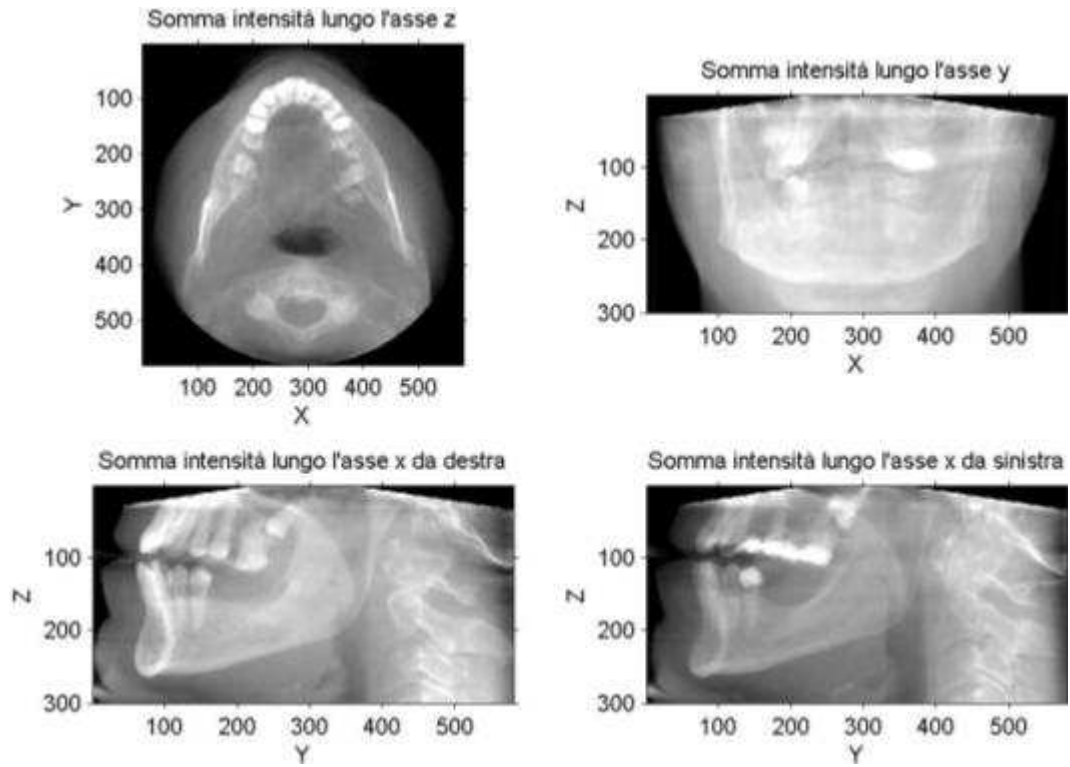 Somma intensità lungo l'asse z
100
200
300
400
500
Y
100 200 300 400 500
X
Somma intensità lungo l'asse y
100
200
300
Z
100 200 300 400 500
X
Somma intensità lungo l'asse x da destra
100
200
300
Z
100 200 300 400 500
Y
Somma intensità lungo l'asse x da sinistra
100
200
300
Z
100 200 300 400 500
Y